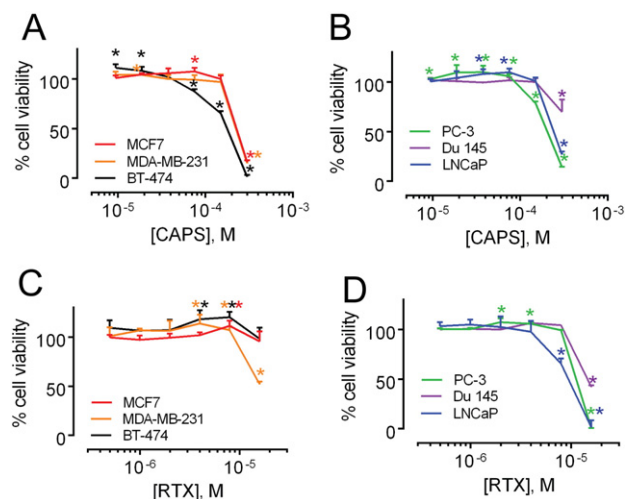 A
B
% cell viability
100
50
0
* * * * * * * * *
MCF7
MDA-MB-231
BT-474
10⁻⁵ 10⁻⁴ 10⁻³
[CAPS], M
% cell viability
100
50
0
* * * * * * * * * *
PC-3
Du 145
LNCaP
10⁻⁵ 10⁻⁴ 10⁻³
[CAPS], M
C
D
% cell viability
100
50
0
** *** *
MCF7
MDA-MB-231
BT-474
10⁻⁶ 10⁻⁵
[RTX], M
% cell viability
100
50
0
* * * * * *
PC-3
Du 145
LNCaP
10⁻⁶ 10⁻⁵
[RTX], M